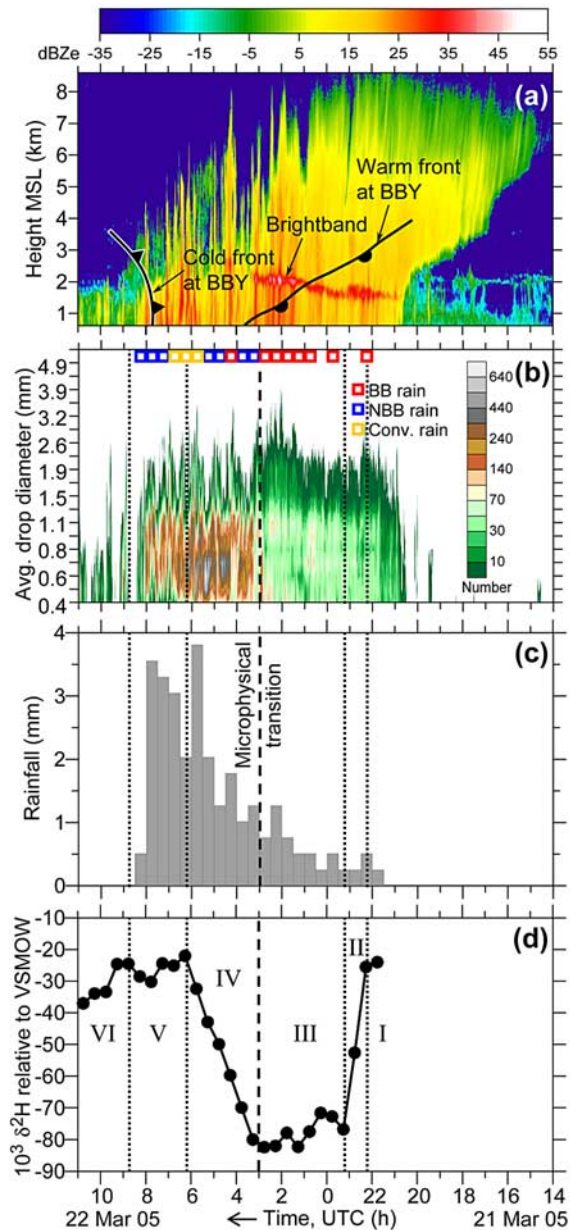 -35 -25 -15 -5 5 15 25 35 45 55
dBZe
(a)
8
7
6
5
4
3
2
1
Height MSL (km)
Warm front
at BBY
Brightband
Cold front
at BBY
(b)
4.9
3.9
3.2
2.6
1.9
1.5
1.1
0.8
0.6
0.4
Avg. drop diameter (mm)
BB rain
NBB rain
Conv. rain
640
440
240
140
70
30
10
Number
(c)
4
3
2
1
0
Rainfall (mm)
Microphysical
transition
(d)
-10
-20
-30
-40
-50
-60
-70
-80
-90
10³ δ²H relative to VSMOW
VI V IV III II I
10 8 6 4 2 0 22 20 18 16 14
22 Mar 05 ← Time, UTC (h) 21 Mar 05